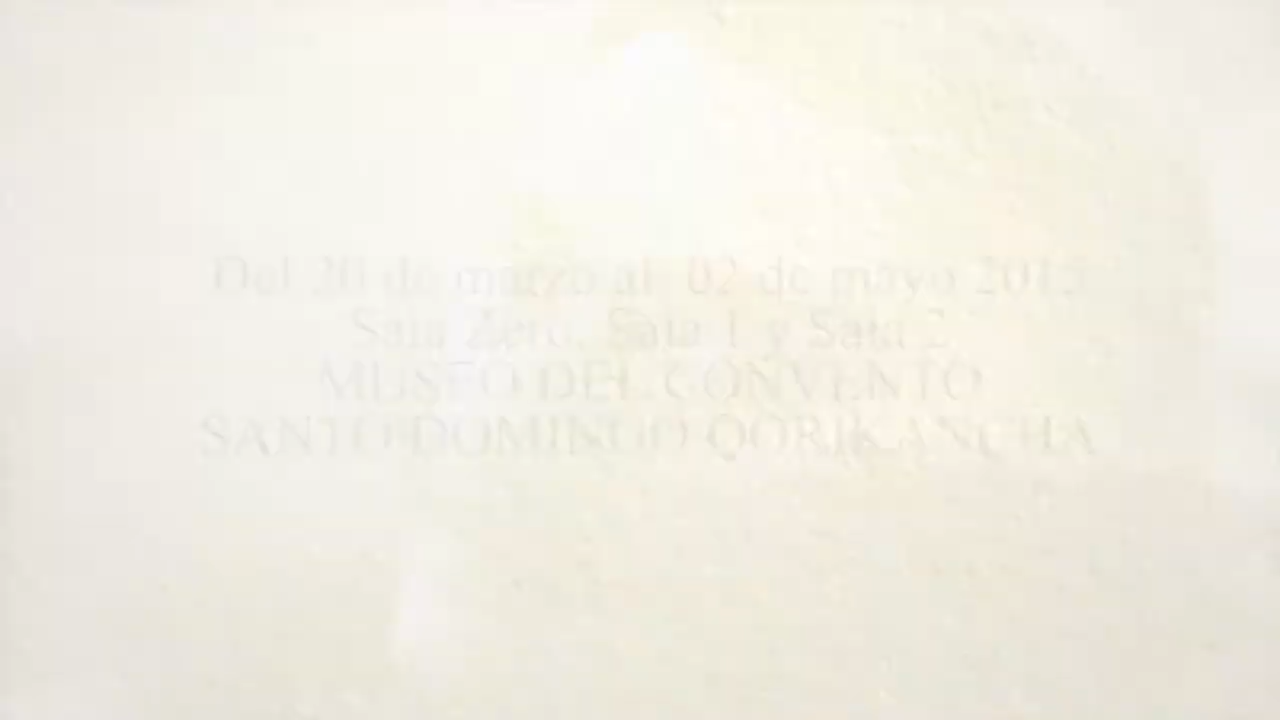 Del 20 de marzo al 02 de mayo 2015
Sala Zero, Sala 1 y Sala 2
MUSEO DEL CONVENTO
SANTO DOMINGO QORIKANCHA